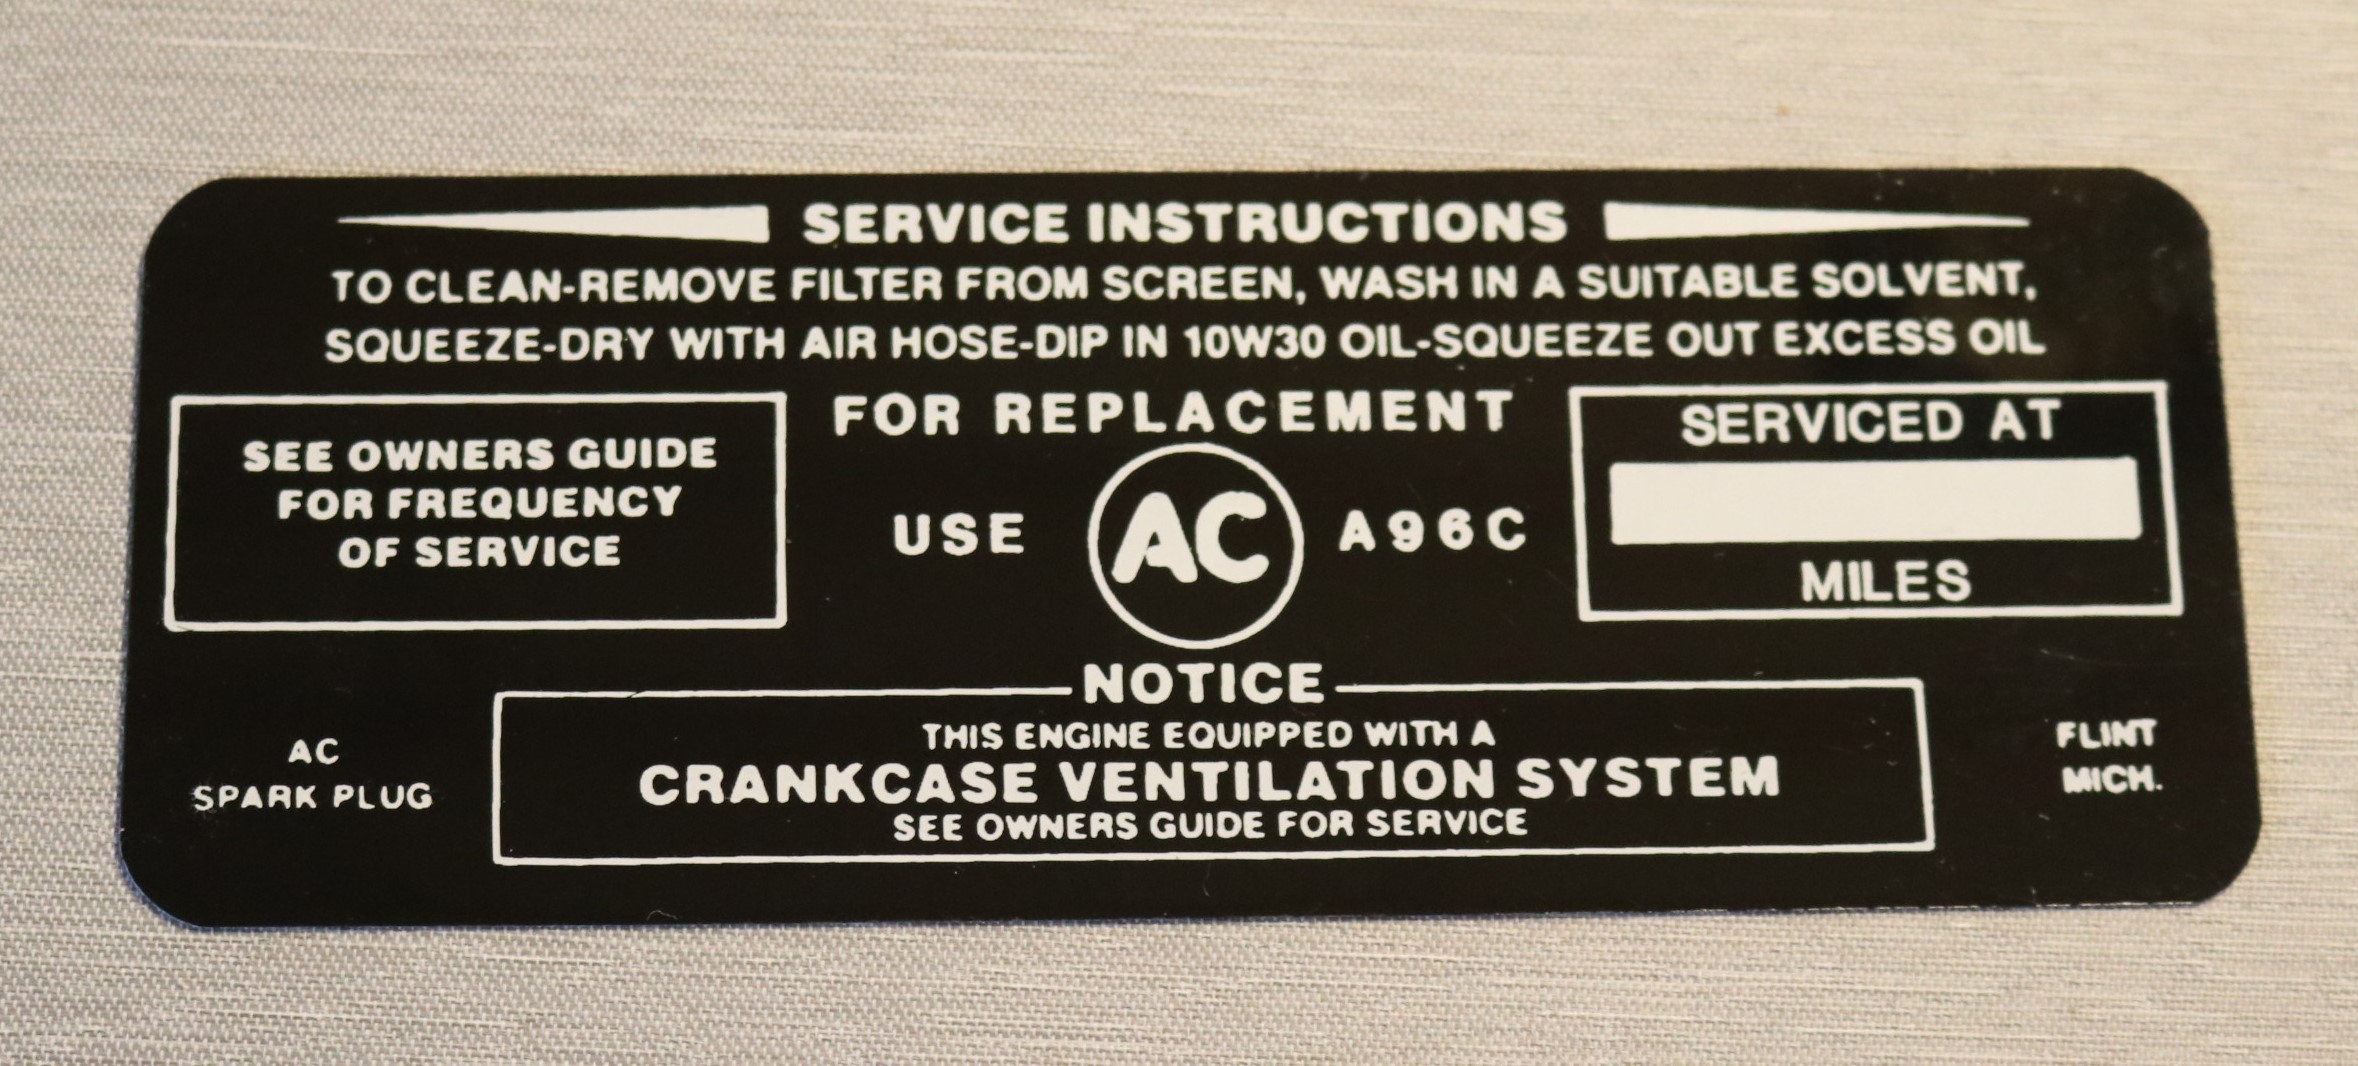 SERVICE INSTRUCTIONS
TO CLEAN-REMOVE FILTER FROM SCREEN, WASH IN A SUITABLE SOLVENT,
SQUEEZE-DRY WITH AIR HOSE-DIP IN 10W30 OIL-SQUEEZE OUT EXCESS OIL
SEE OWNERS GUIDE
FOR FREQUENCY
OF SERVICE
FOR REPLACEMENT
USE AC A96C
SERVICED AT
MILES
NOTICE
THIS ENGINE EQUIPPED WITH A
CRANKCASE VENTILATION SYSTEM
SEE OWNERS GUIDE FOR SERVICE
AC
SPARK PLUG
FLINT
MICH.